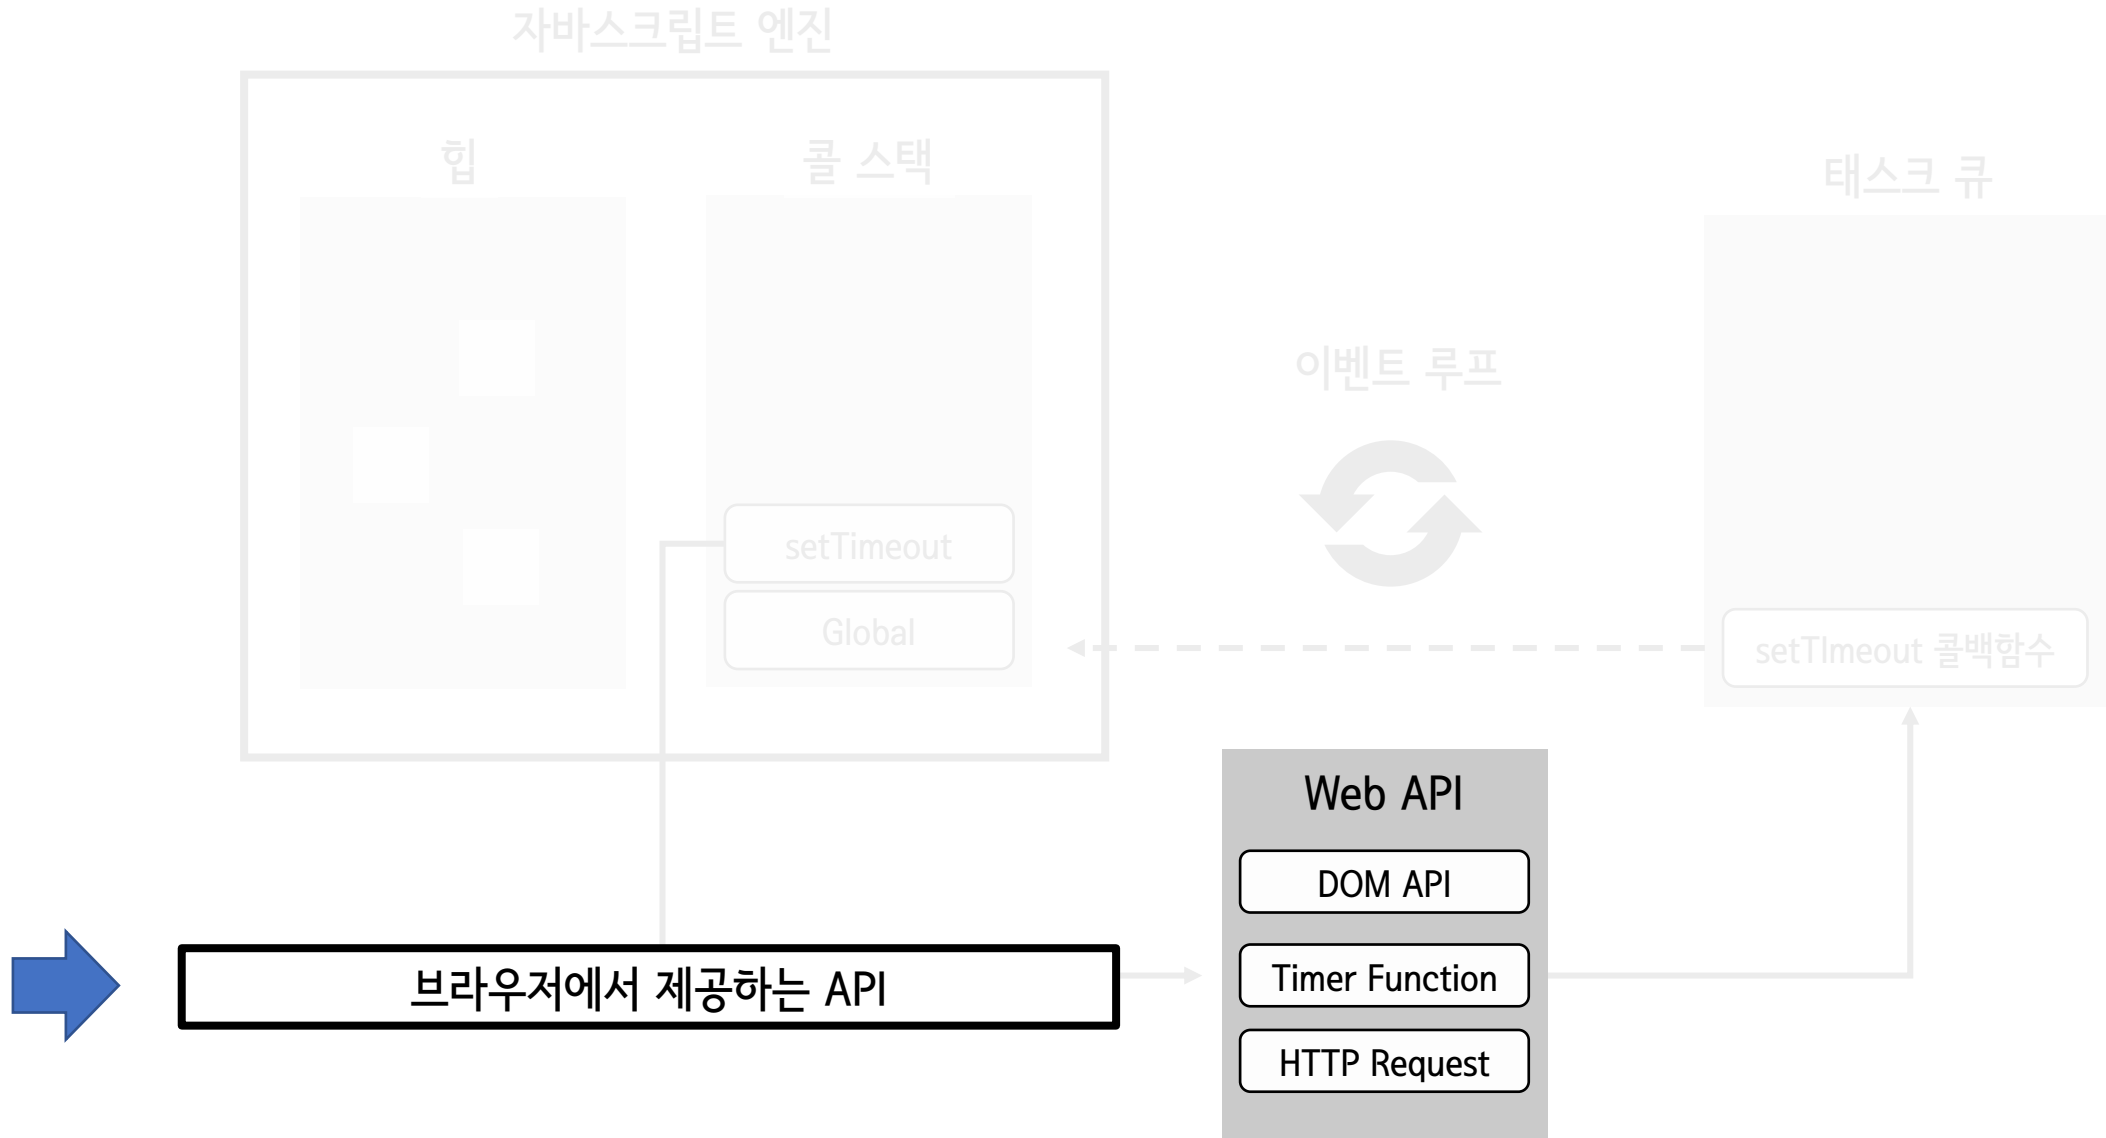 자바스크립트 엔진
힙
콜 스택
태스크 큐
이벤트 루프
setTimeout
Global
setTImeout 콜백함수
Web API
DOM API
브라우저에서 제공하는 API
Timer Function
HTTP Request